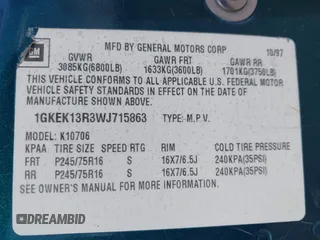 GM
MFD BY GENERAL MOTORS CORP 10/97
GVWR GAWR FRT GAWR RR
3085KG(6800LB) 1633KG(3600LB) 1701KG(3750LB)
THIS VEHICLE CONFORMS TO ALL APPLICABLE U.S. FEDERAL MOTOR
VEHICLE SAFETY STANDARDS IN EFFECT ON THE DATE OF
MANUFACTURE SHOWN ABOVE.
1GKEK13R3WJ715863 TYPE: M.P.V.
MODEL: K10706
KPAA TIRE SIZE SPEED RTG RIM COLD TIRE PRESSURE
FRT P245/75R16 S 16X7/6.5J 240KPA(35PSI)
RR P245/75R16 S 16X7/6.5J 240KPA(35PSI)
SEE OWNER'S MANUAL FOR MORE INFORMATION.
DREAMBID